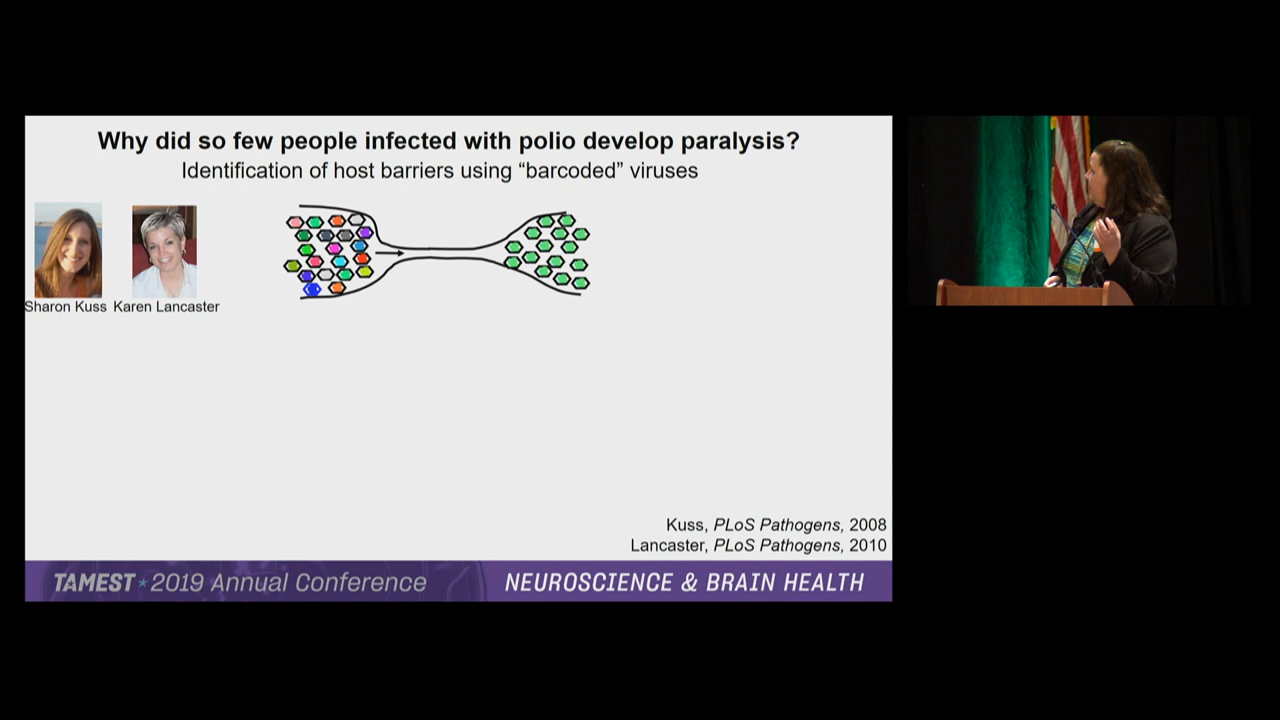 Why did so few people infected with polio develop paralysis?
Identification of host barriers using “barcoded” viruses
Sharon Kuss
Karen Lancaster
Kuss, PLoS Pathogens, 2008
Lancaster, PLoS Pathogens, 2010
TAMEST★2019 Annual Conference
NEUROSCIENCE & BRAIN HEALTH